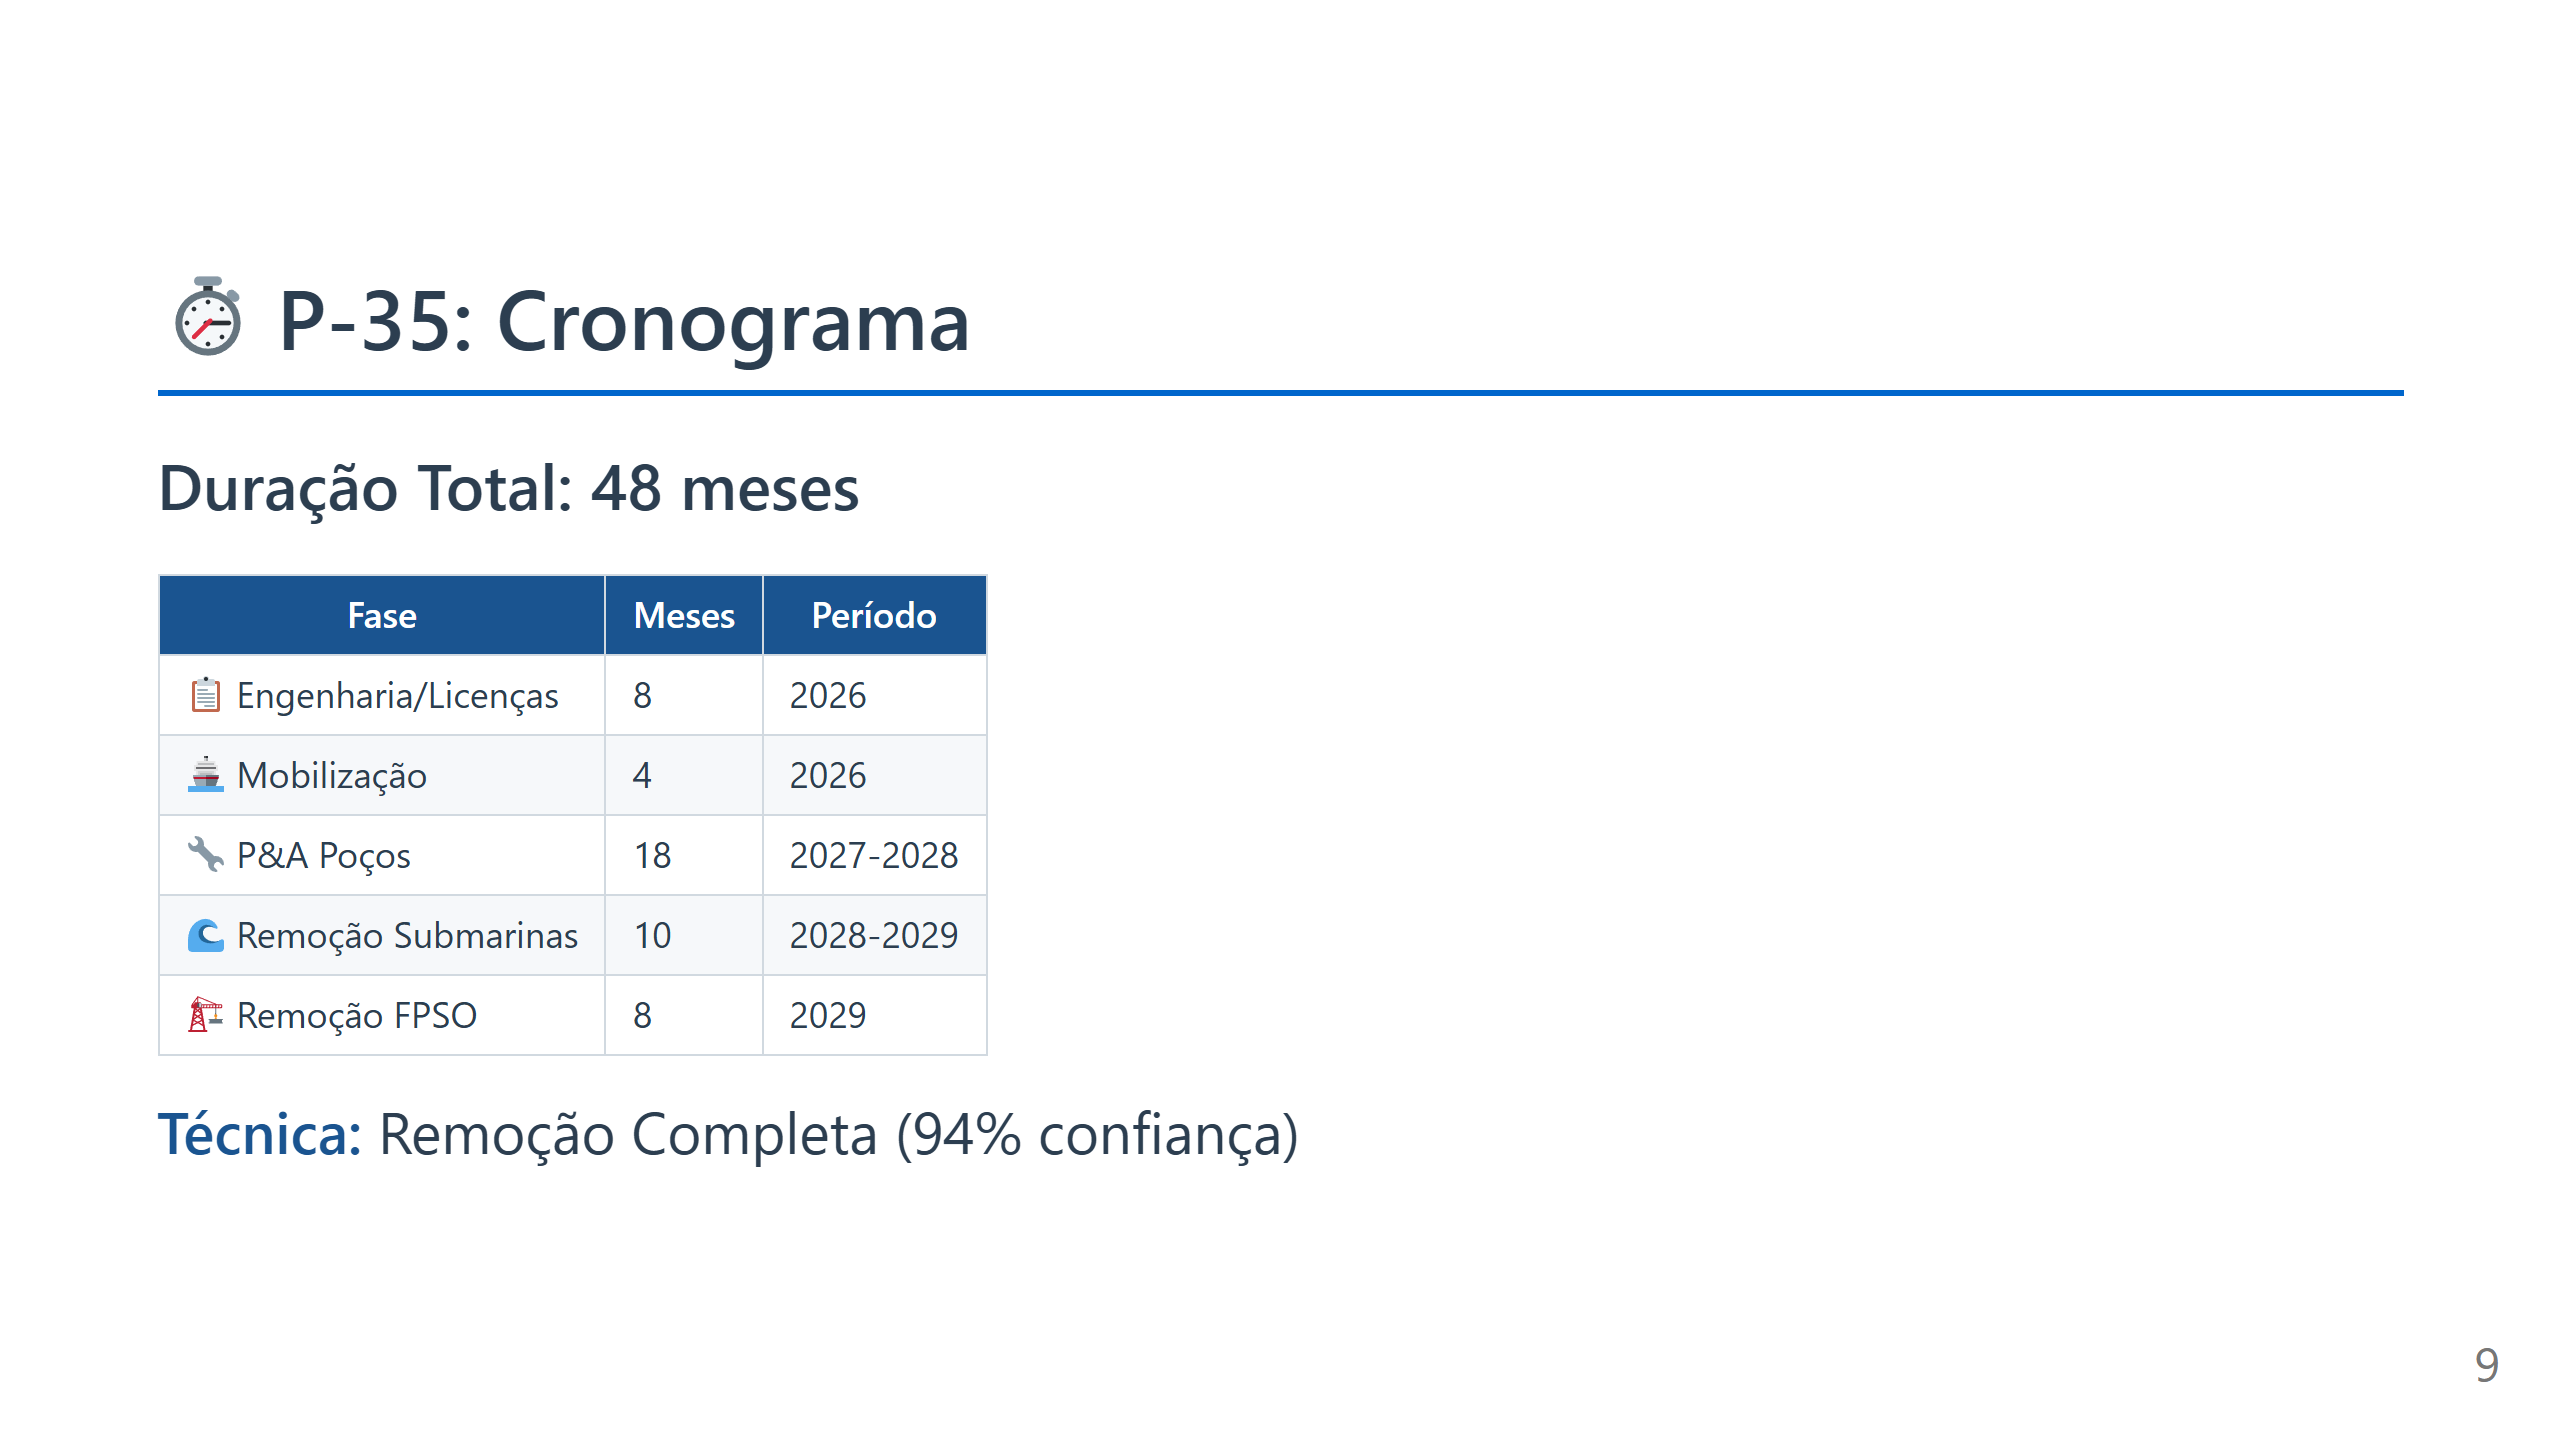 P-35: Cronograma
Duração Total: 48 meses
Fase Meses Período
Engenharia/Licenças 8 2026
Mobilização 4 2026
P&A Poços 18 2027-2028
Remoção Submarinas 10 2028-2029
Remoção FPSO 8 2029
Técnica: Remoção Completa (94% confiança)
9